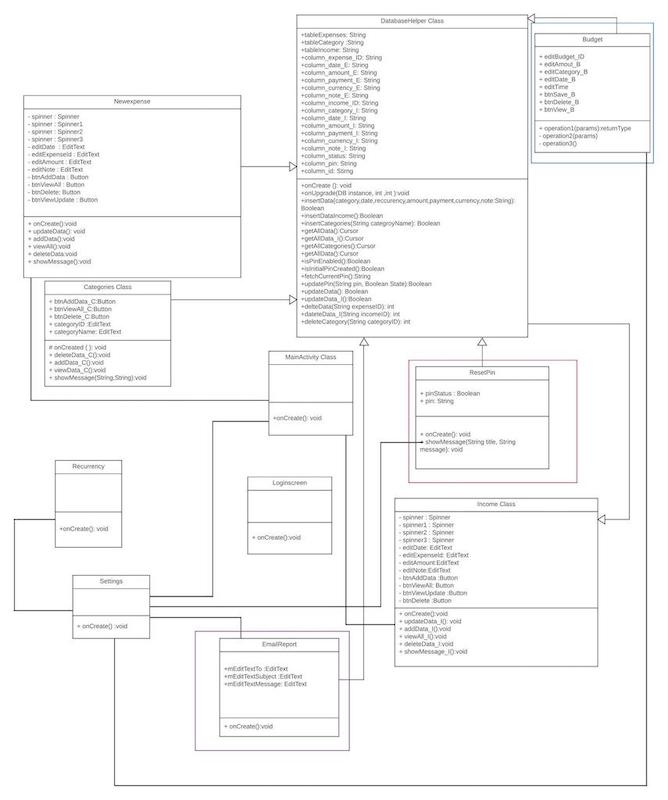 DatabaseHelper Class
+tableExpenses: String
+tableCategory :String
+tableIncome: String
+column_expense_ID: String
+column_date_E: String
+column_amount_E: String
+column_payment_E: String
+column_currency_E: String
+column_note_E: String
+column_income_ID: String
+column_category_I: String
+column_date_I: String
+column_amount_I: String
+column_payment_I: String
+column_currency_I: String
+column_note_I: String
+column_status: String
+column_pin: String
+column_id: String
+onCreate (): void
+onUpgrade(DB instance, int ,int ):void
+insertData(category,date,reccurency,amount,payment,currency,note:String):
Boolean
+insertDataIncome():Boolean
+insertCategories(String categroyName): Boolean
+getAllData():Cursor
+getAllData_I():Cursor
+getAllCategories():Cursor
+getAllData():Cursor
+isPinEnabled():Boolean
+isInitialPinCreated():Boolean
+fetchCurrentPin():String
+updatePin(String pin, Boolean State):Boolean
+updateData(): Boolean
+updateData_I():Boolean
+delteData(String expenseID): int
+dateteData_I(String incomeID): int
+deleteCategory(String categoryID): int
Budget
+ editBudget_ID
+ editAmout_B
+ editCategory_B
+ editDate_B
+ editTime
+ btnSave_B
+ btnDelete_B
+ btnView_B
+ operation1(params):returnType
- operation2(params)
- operation3()
Newexpense
- spinner : Spinner
- spinner : Spinner1
- spinner : Spinner2
- spinner : Spinner3
- editDate : EditText
- editExpenseId : EditText
- editAmount : EditText
- editNote : EditText
- btnAddData : Button
- btnViewAll : Button
- btnDelete: Button
- btnViewUpdate : Button
+ onCreate():void
+ updateData(): void
+ addData():void
+ viewAll():void
+ deleteData:void
+ showMessage():void
Categories Class
+ btnAddData_C:Button
+ btnViewAll_C:Button
+ btnDelete_C:Button
+ categoryID :EditText
+ categoryName: EditText
# onCreated ( ): void
+ deleteData_C():void
+ addData_C():void
+ viewData_C():void
+ showMessage(String,String):void
MainActivity Class
+onCreate(): void
ResetPin
+ pinStatus : Boolean
+ pin: String
+ onCreate(): void
+ showMessage(String title, String
message): void
Recurrency
+onCreate(): void
Loginscreen
+ onCreate():void
Income Class
- spinner : Spinner
- spinner1 : Spinner
- spinner2 : Spinner
- spinner3 : Spinner
- editDate: EditText
- editExpenseId: EditText
- editAmount:EditText
- editNote:EditText
- btnAddData :Button
- btnViewAll: Button
- btnViewUpdate :Button
- btnDelete :Button
+ onCreate():void
+ updateData_I(): void
+ addData_I():void
+ viewAll_I():void
+ deleteData_I:void
+ showMessage_I():void
Settings
+ onCreate() :void
EmailReport
+mEditTextTo :EditText
+mEditTextSubject :EditText
+mEditTextMessage: EditText
+ onCreate():void